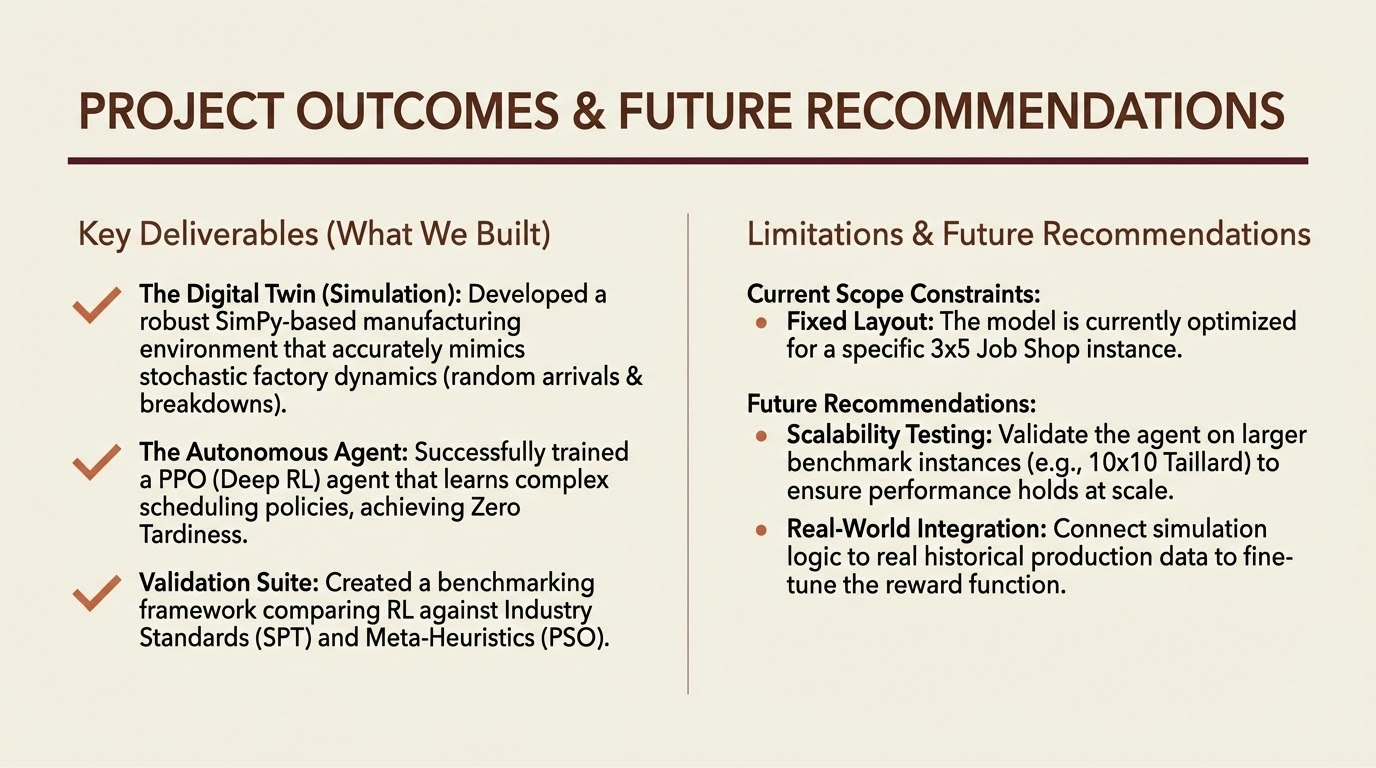 PROJECT OUTCOMES & FUTURE RECOMMENDATIONS
Key Deliverables (What We Built)
The Digital Twin (Simulation): Developed a
robust SimPy-based manufacturing
environment that accurately mimics
stochastic factory dynamics (random arrivals &
breakdowns).
The Autonomous Agent: Successfully trained
a PPO (Deep RL) agent that learns complex
scheduling policies, achieving Zero
Tardiness.
Validation Suite: Created a benchmarking
framework comparing RL against Industry
Standards (SPT) and Meta-Heuristics (PSO).
Limitations & Future Recommendations
Current Scope Constraints:
Fixed Layout: The model is currently optimized
for a specific 3x5 Job Shop instance.
Future Recommendations:
Scalability Testing: Validate the agent on larger
benchmark instances (e.g., 10x10 Taillard) to
ensure performance holds at scale.
Real-World Integration: Connect simulation
logic to real historical production data to fine-
tune the reward function.